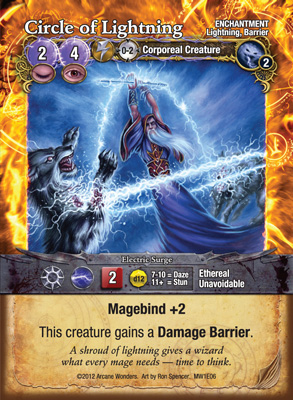 Circle of Lightning
ENCHANTMENT
Lightning, Barrier
2 4
0-2 Corporeal Creature
2
Electric Surge
2 d12 7-10 = Daze
11+ = Stun
Ethereal
Unavoidable
Magebind +2
This creature gains a Damage Barrier.
A shroud of lightning gives a wizard
what every mage needs — time to think.
©2012 Arcane Wonders. Art by Ron Spencer. MW1E06